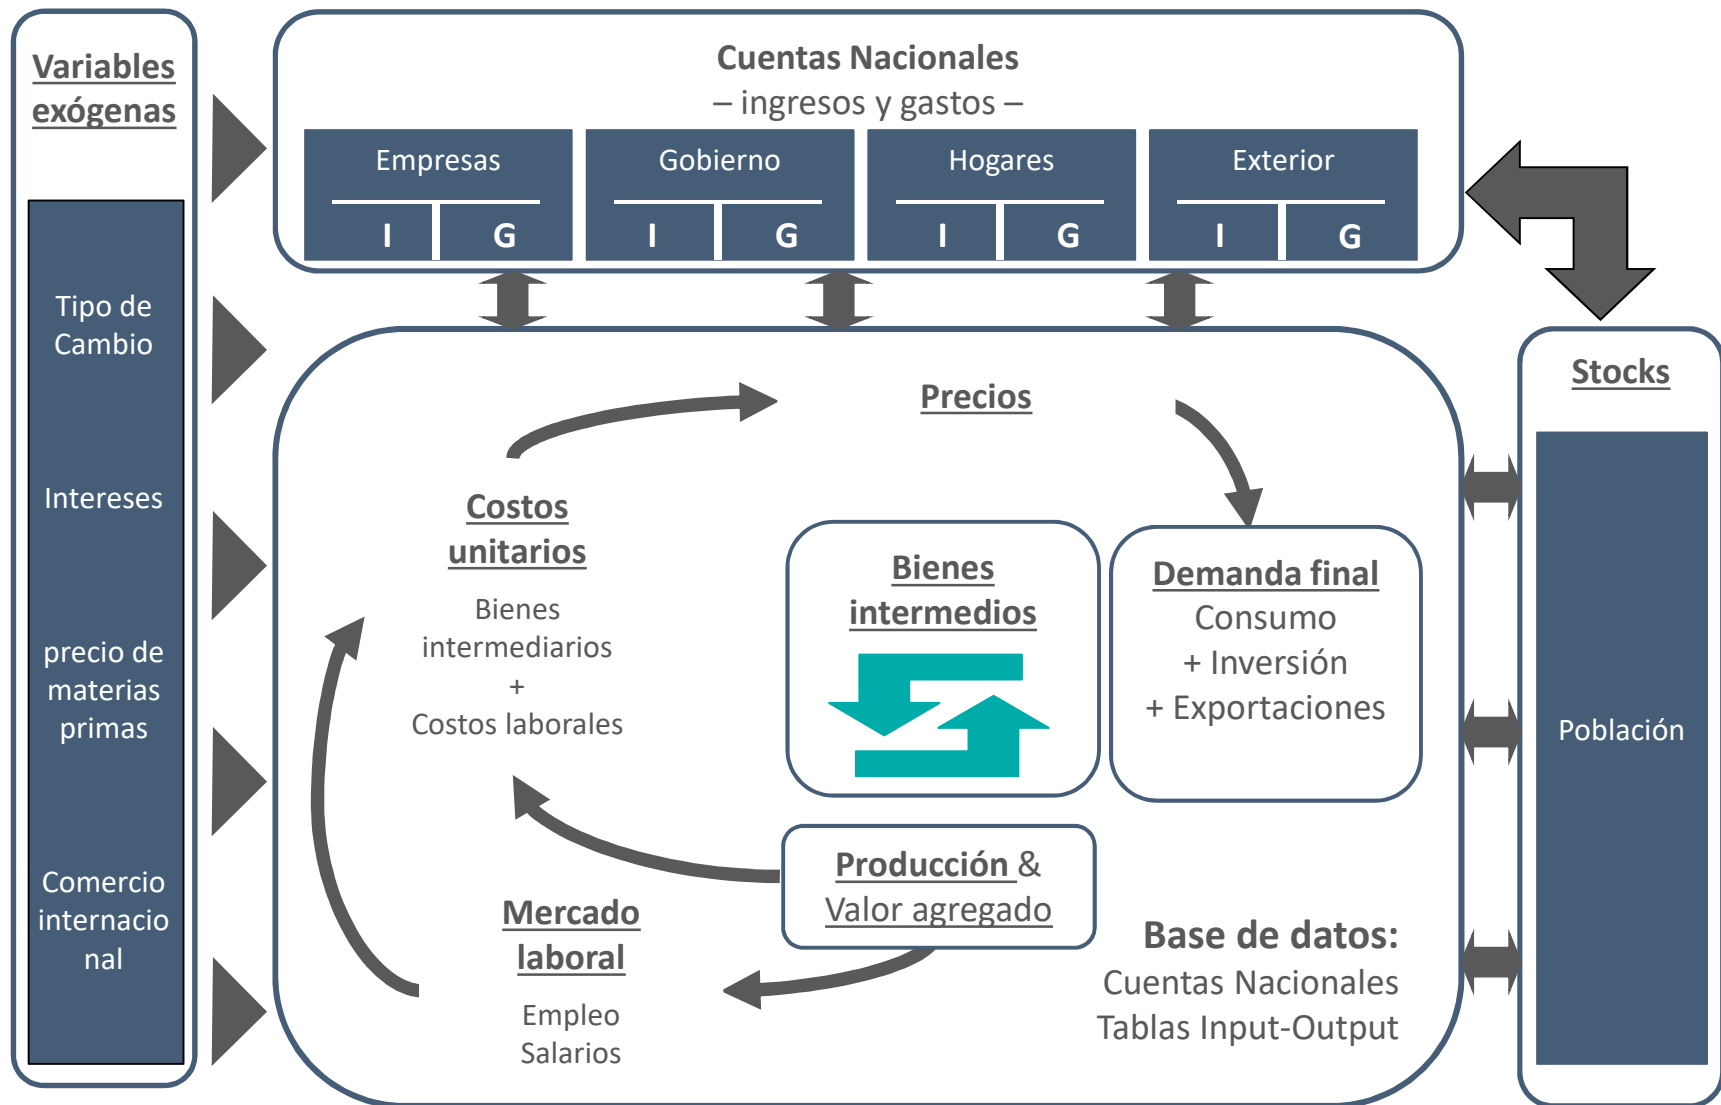 Variables
exógenas
Tipo de
Cambio
Intereses
precio de
materias
primas
Comercio
internacio
nal
Cuentas Nacionales
– ingresos y gastos –
Empresas
I G
Gobierno
I G
Hogares
I G
Exterior
I G
Precios
Costos
unitarios
Bienes
intermediarios
+
Costos laborales
Bienes
intermedios
Demanda final
Consumo
+ Inversión
+ Exportaciones
Producción &
Valor agregado
Mercado
laboral
Empleo
Salarios
Base de datos:
Cuentas Nacionales
Tablas Input-Output
Stocks
Población